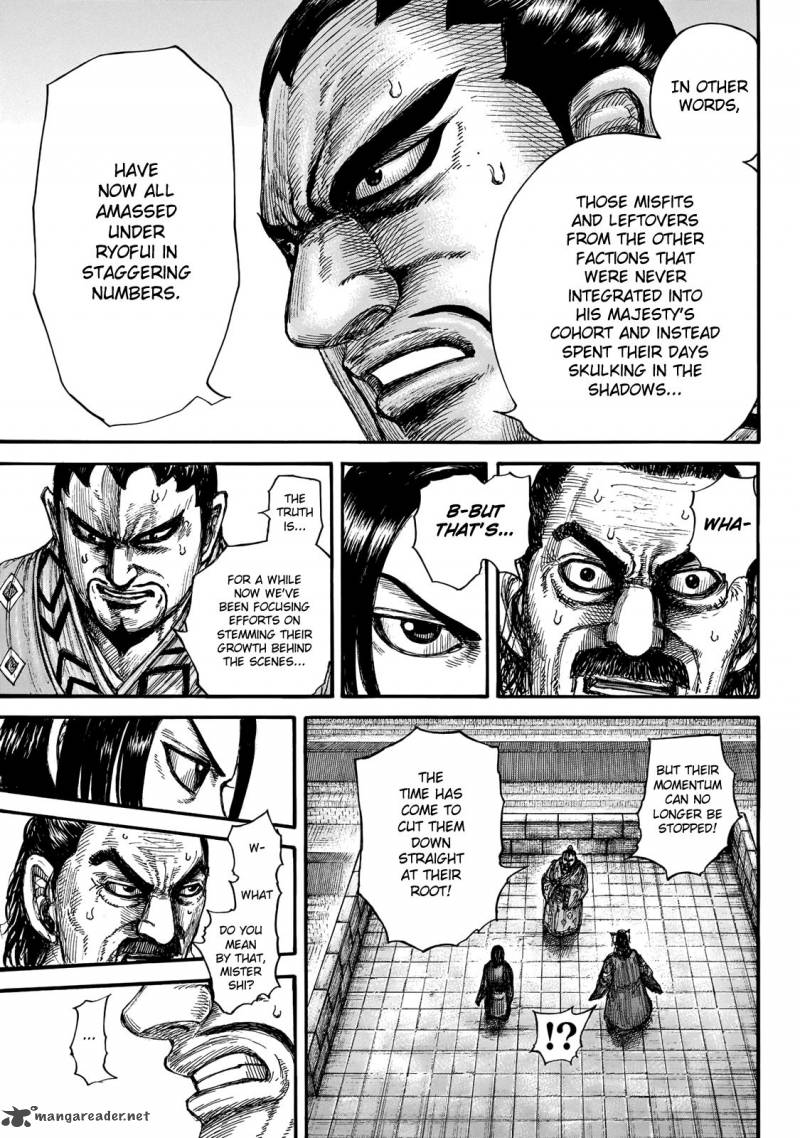 IN OTHER
WORDS,
THOSE MISFITS
AND LEFTOVERS
FROM THE OTHER
FACTIONS THAT
WERE NEVER
INTEGRATED INTO
HIS MAJESTY'S
COHORT AND INSTEAD
SPENT THEIR DAYS
SKULKING IN THE
SHADOWS...
HAVE
NOW ALL
AMASSED
UNDER
RYOFUI IN
STAGGERING
NUMBERS.
WHA-
B-BUT
THAT'S...
THE
TRUTH
IS...
FOR A WHILE
NOW WE'VE
BEEN FOCUSING
EFFORTS ON
STEMMING THEIR
GROWTH BEHIND
THE SCENES...
BUT THEIR
MOMENTUM
CAN NO
LONGER BE
STOPPED!
THE
TIME HAS
COME TO
CUT THEM
DOWN
STRAIGHT
AT THEIR
ROOT!
!?
W-
WHAT
DO YOU
MEAN
BY THAT,
MISTER
SHI?
...
mangareader.net